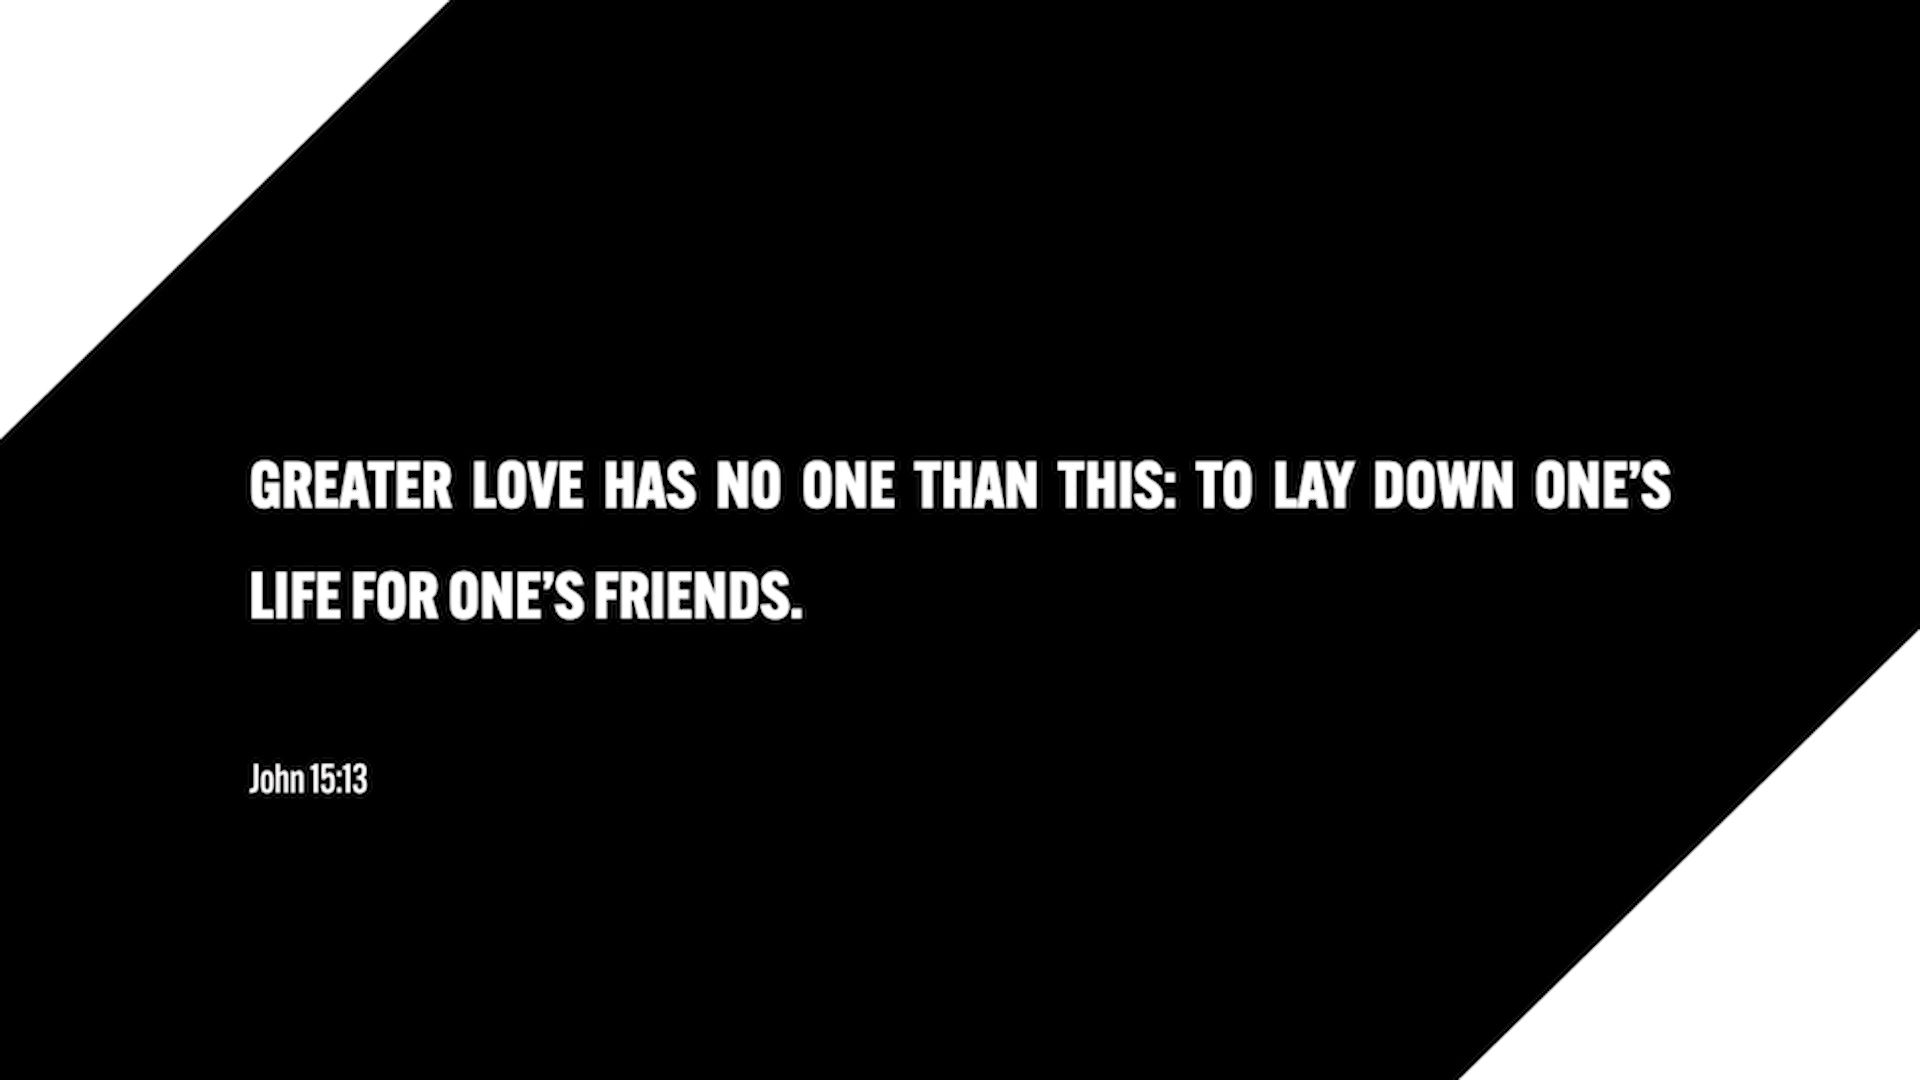 GREATER LOVE HAS NO ONE THAN THIS: TO LAY DOWN ONE’S
LIFE FOR ONE’S FRIENDS.
John 15:13